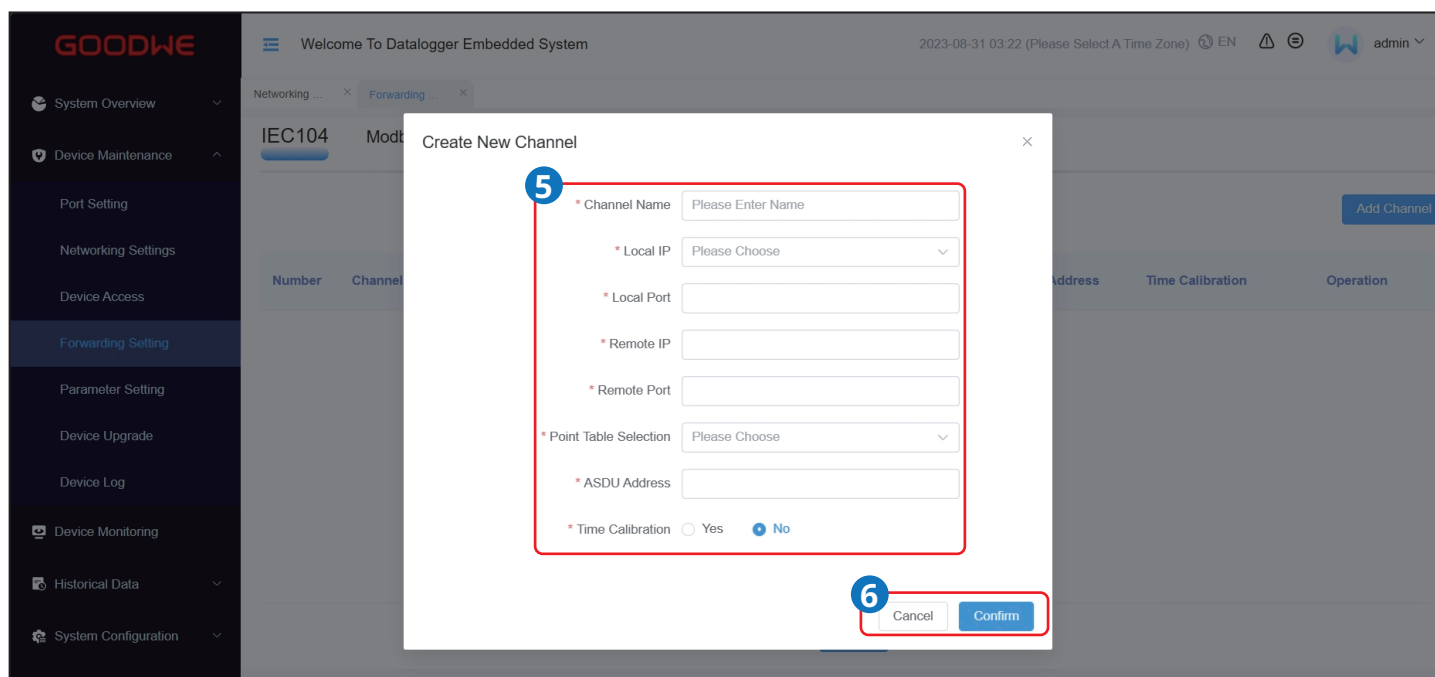 GOODWE
Welcome To Datalogger Embedded System
2023-08-31 03:22 (Please Select A Time Zone) EN
admin
System Overview
Device Maintenance
Port Setting
Networking Settings
Device Access
Forwarding Setting
Parameter Setting
Device Upgrade
Device Log
Device Monitoring
Historical Data
System Configuration
Networking ...
Forwarding ...
IEC104
Add Channel
Number Channel Address Time Calibration Operation
Create New Channel
5
* Channel Name Please Enter Name
* Local IP Please Choose
* Local Port
* Remote IP
* Remote Port
* Point Table Selection Please Choose
* ASDU Address
* Time Calibration Yes No
6
Cancel Confirm